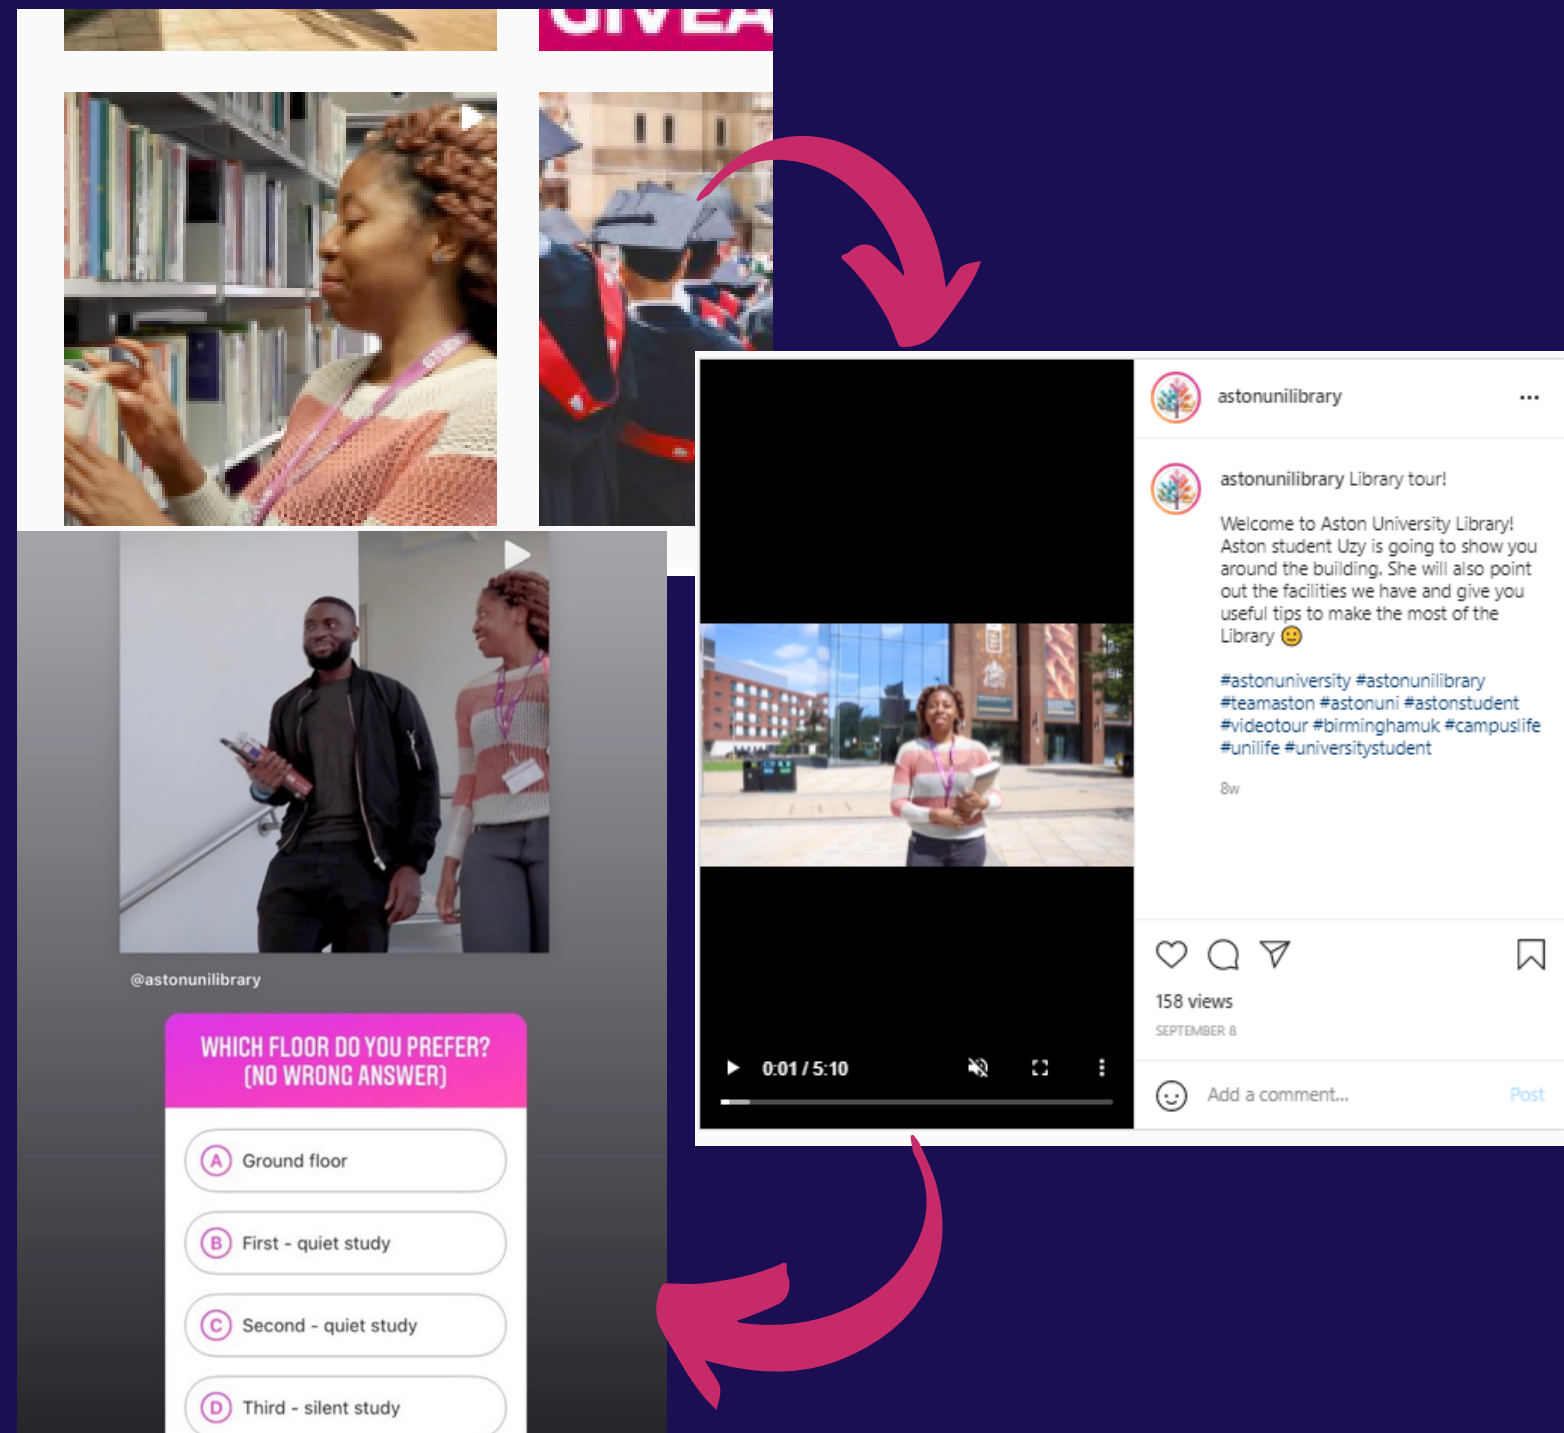 GIVEA
astonunilibrary
astonunilibrary Library tour!
Welcome to Aston University Library!
Aston student Uzy is going to show you
around the building. She will also point
out the facilities we have and give you
useful tips to make the most of the
Library 🙂
#astonuniversity #astonunilibrary
#teamaston #astonuni #astonstudent
#videotour #birminghamuk #campuslife
#unilife #universitystudent
8w
158 views
SEPTEMBER 8
Add a comment... Post
0:01 / 5:10
@astonunilibrary
WHICH FLOOR DO YOU PREFER?
(NO WRONG ANSWER)
A Ground floor
B First - quiet study
C Second - quiet study
D Third - silent study